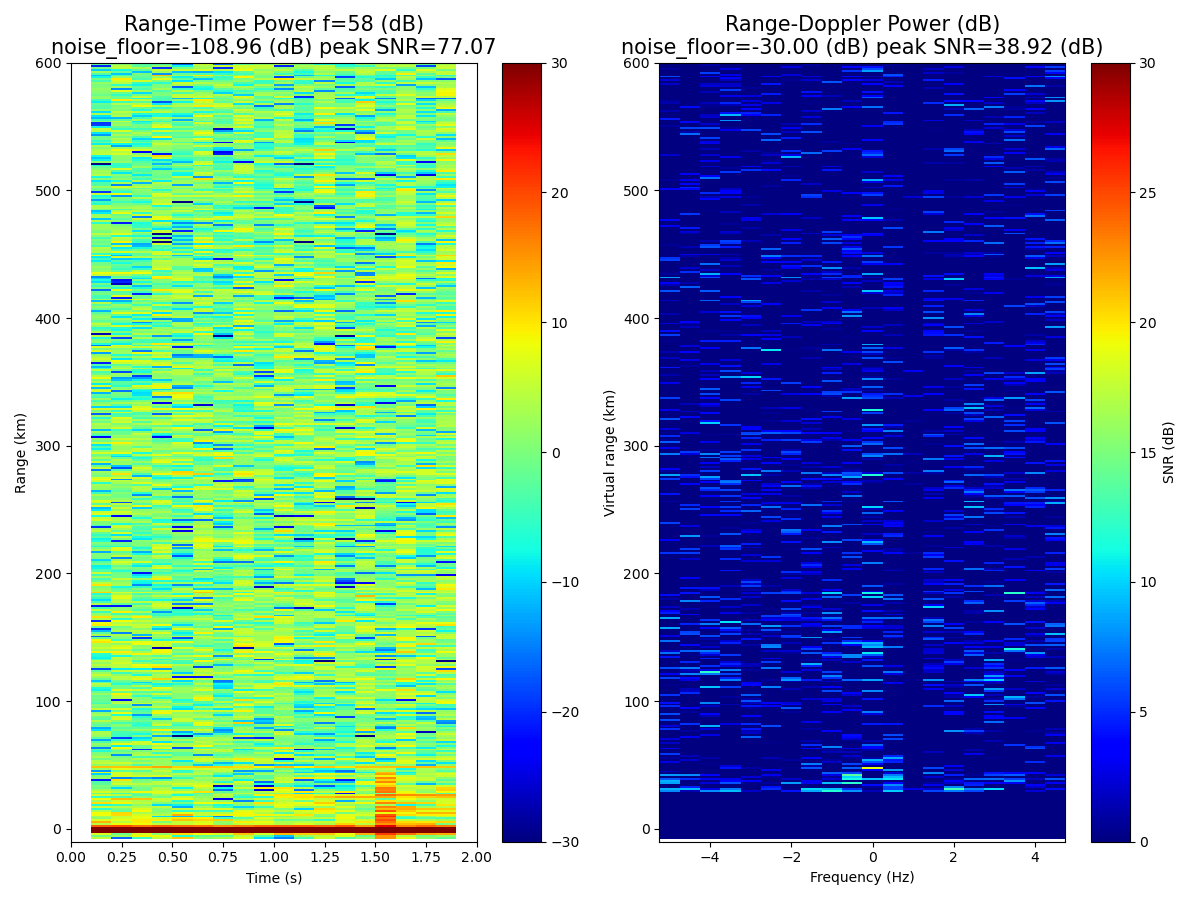 Range-Time Power f=58 (dB)
noise_floor=-108.96 (dB) peak SNR=77.07
Range-Doppler Power (dB)
noise_floor=-30.00 (dB) peak SNR=38.92 (dB)
600
500
400
300
200
100
0
Range (km)
0.00 0.25 0.50 0.75 1.00 1.25 1.50 1.75 2.00
Time (s)
30
20
10
0
−10
−20
−30
600
500
400
300
200
100
0
Virtual range (km)
−4 −2 0 2 4
Frequency (Hz)
30
25
20
15
10
5
0
SNR (dB)